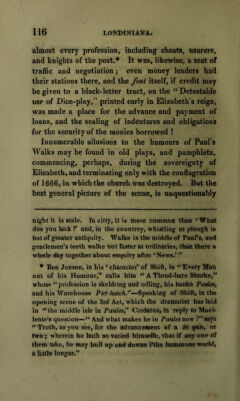 116 LONDINIANA.
almost every profession, including cheats, usurers,
and knights of the post.* It was, likewise, a seat of
traffic and negotiation; even money lenders had
their stations there, and the font itself, if credit may
be given to a black-letter tract, on the “Detestable
use of Dice-play,” printed early in Elizabeth's reign,
was made a place for the advance and payment of
loans, and the sealing of indentures and obligations
for the security of the monies borrowed !
Innumerable allusions to the humours of Paul's
Walks may be found in old plays, and pamphlets,
commencing, perhaps, during the sovereignty of
Elizabeth, and terminating only with the conflagration
of 1666, in which the church was destroyed. But the
best general picture of the scene, is unquestionably
night it is stale. In citty, it is more common than ‘What
doe you lack?’ and, in the countrey, whistling at plough is
not of greater antiquity. Walke in the middle of Paul's, and
gentlemen's teeth walke not faster at ordinaries, than there a
whole day together about enquiry after ‘News.’ ”
* Ben Jonson, in his ‘character’ of Shift, in “Every Man
out of his Humour,” calls him “A Thred-bare Sharke,”
whose “profession is skeldring and odling, his banke Poules,
and his Warehouse Pict-hatch.”—Speaking of Shift, in the
opening scene of the 3rd Act, which the dramatist has laid
in “the middle isle in Paules,” Cordatus, in reply to Maci-
lente's question—“And what makes he in Poules now?” says
“Troth, as you see, for the advancement of a Si quis, or
two; wherein he hath so varied himselfe, that if any one of
them take, he may hull up and downe i'the humorous world,
a little longer.”